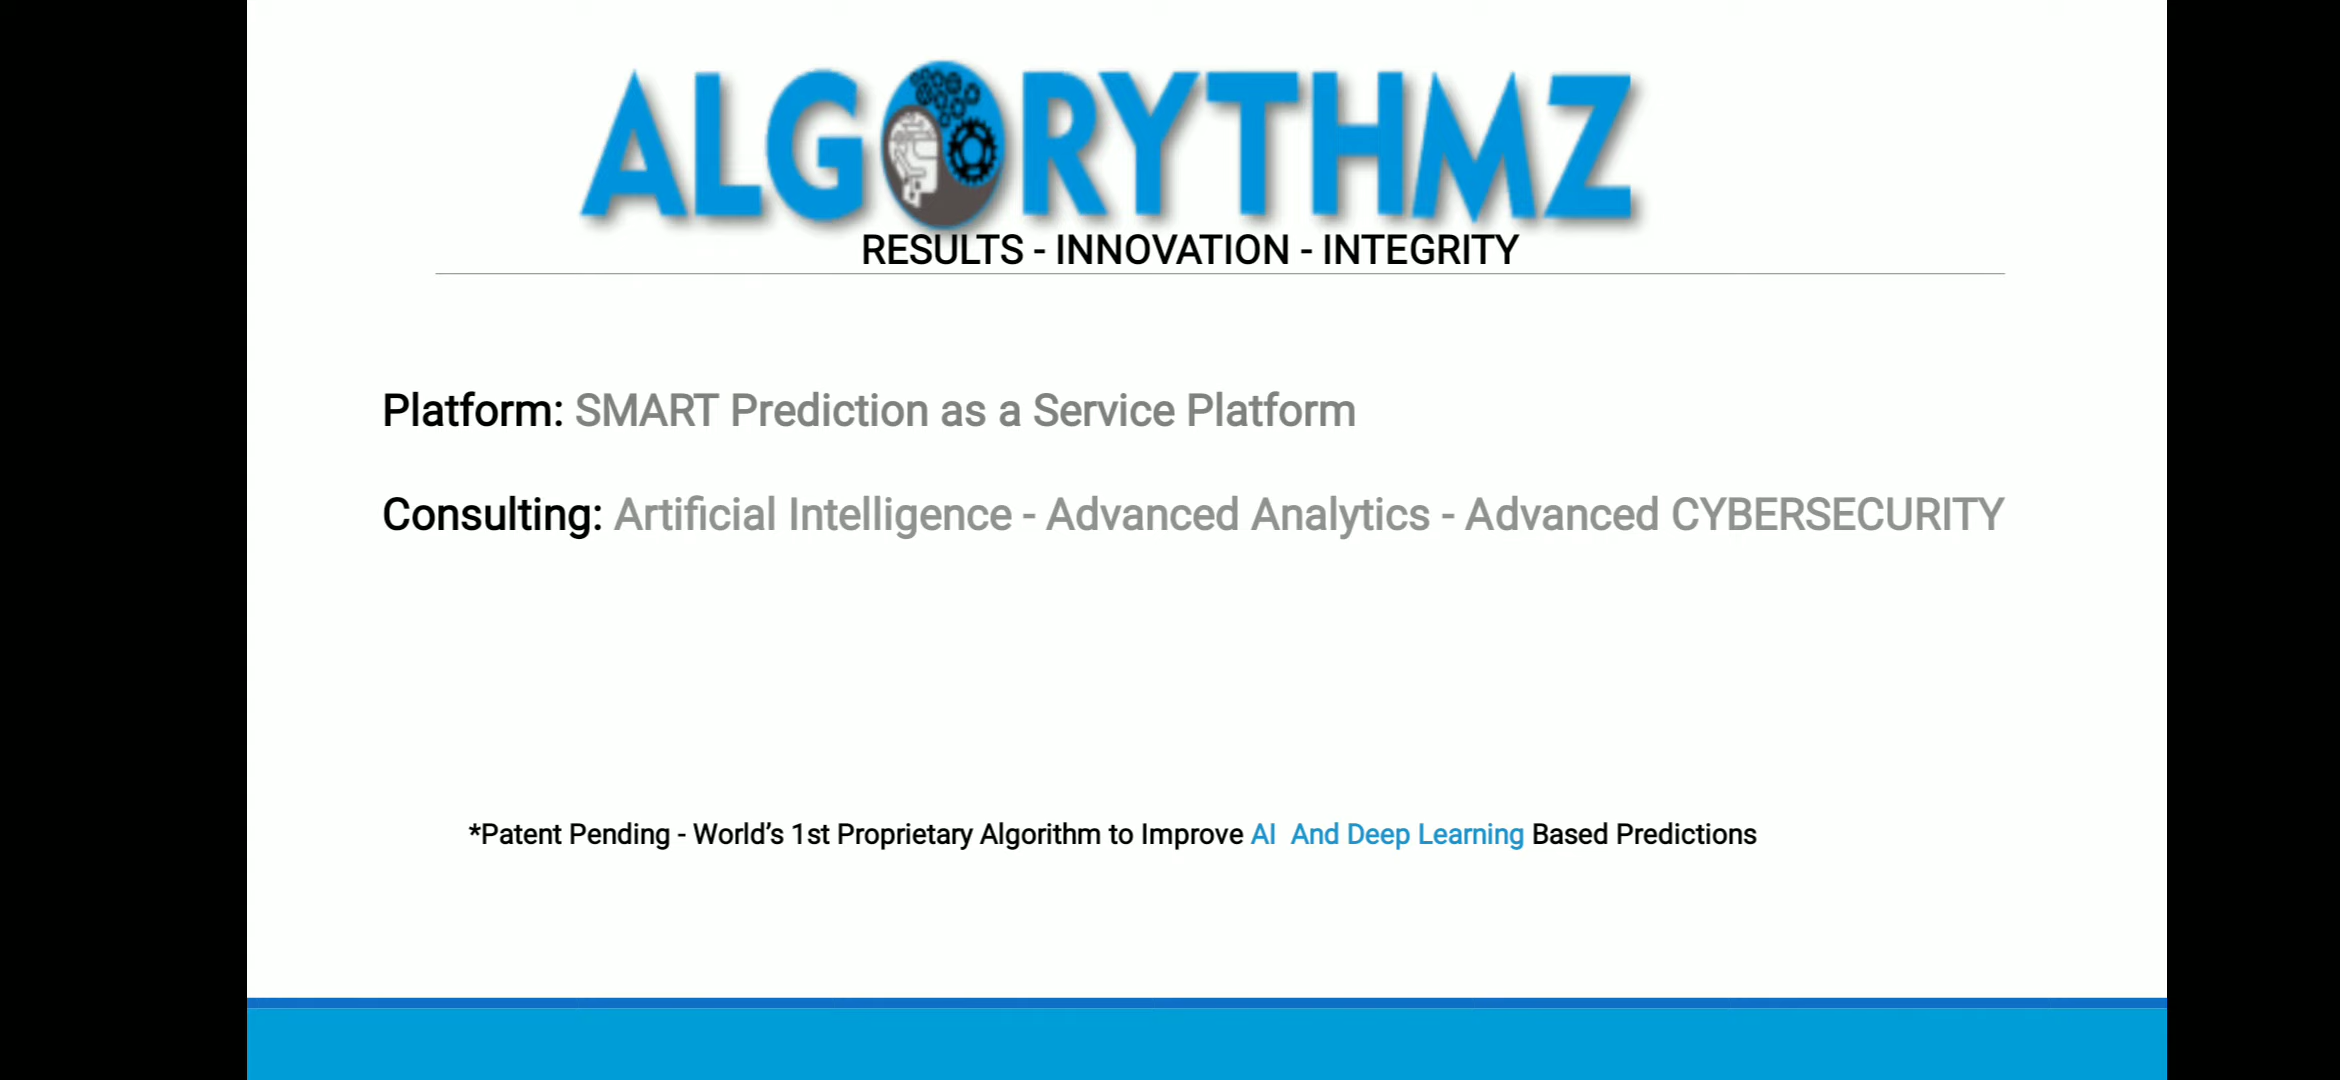 ALGORYTHMZ
RESULTS - INNOVATION - INTEGRITY
Platform: SMART Prediction as a Service Platform
Consulting: Artificial Intelligence - Advanced Analytics - Advanced CYBERSECURITY
*Patent Pending - World’s 1st Proprietary Algorithm to Improve AI  And Deep Learning Based Predictions